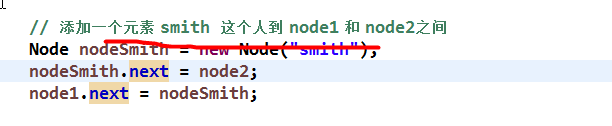 // 添加一个元素 smith 这个人到 node1 和 node2之间
Node nodeSmith = new Node("smith");
nodeSmith.next = node2;
node1.next = nodeSmith;